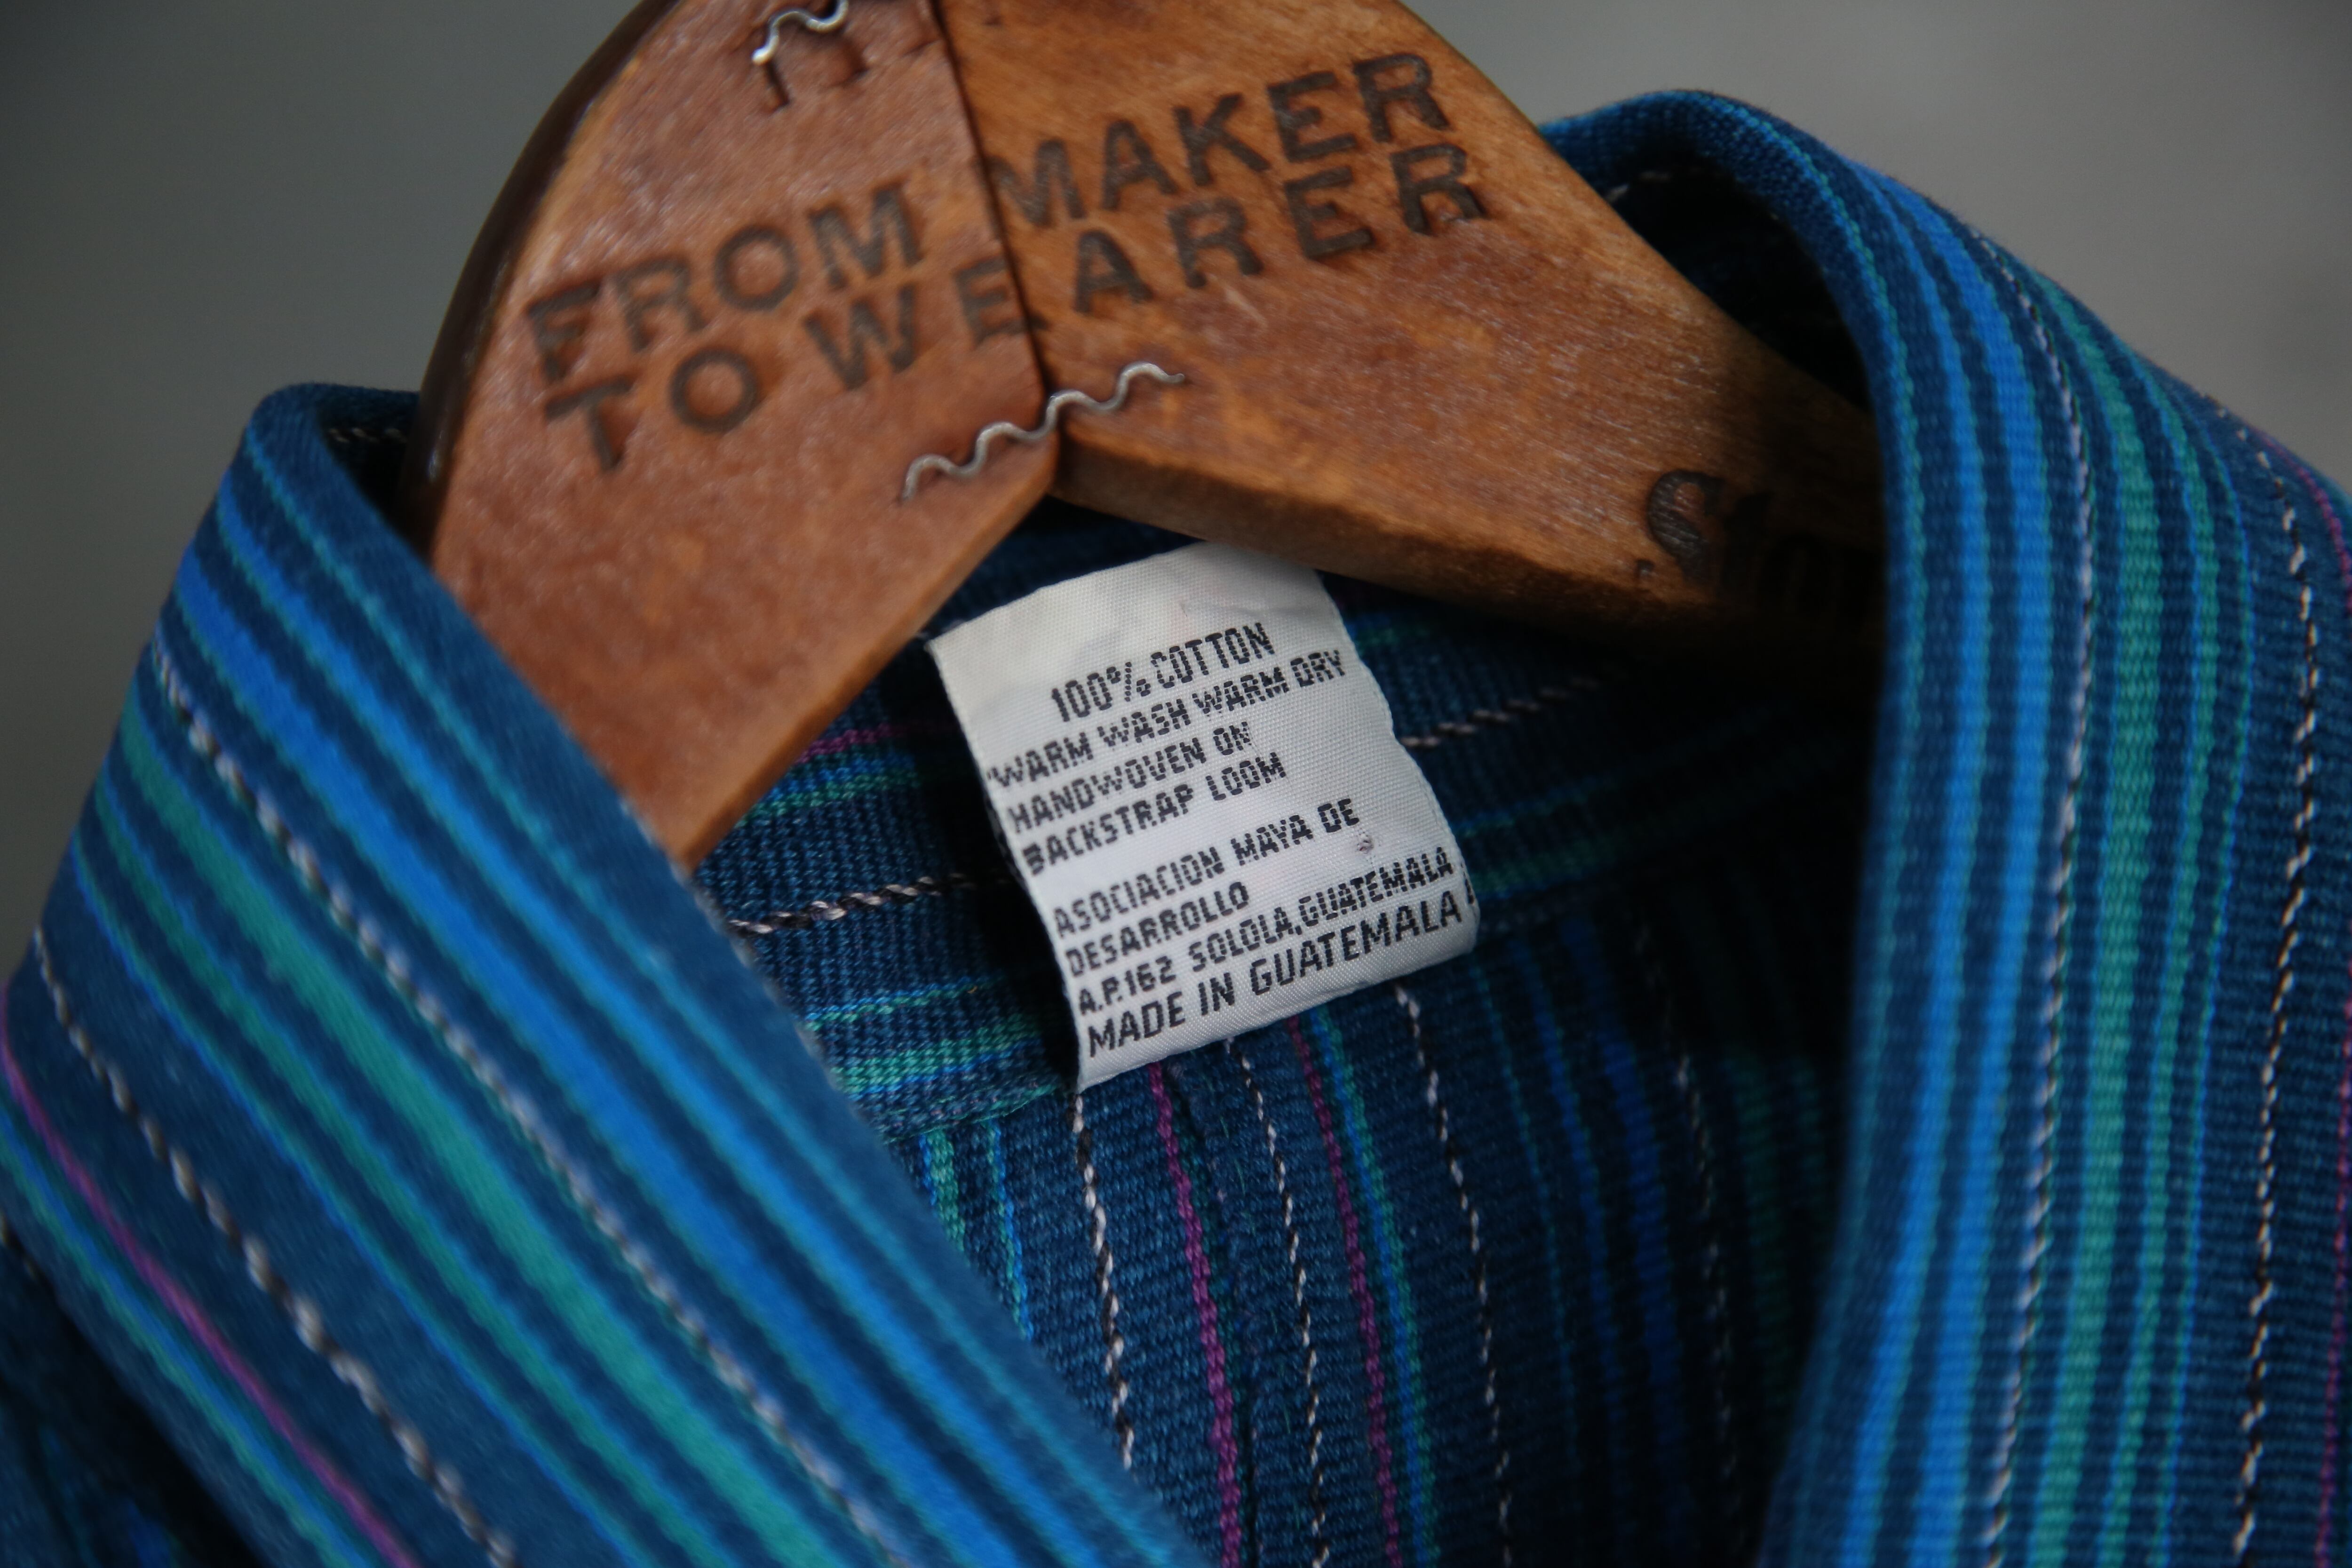 FROM MAKER
TO WEARER
100% COTTON
WARM WASH WARM DRY
HANDWOVEN ON
BACKSTRAP LOOM
ASOCIACION MAYA DE
DESARROLLO
A.P.162 SOLOLA,GUATEMALA
MADE IN GUATEMALA